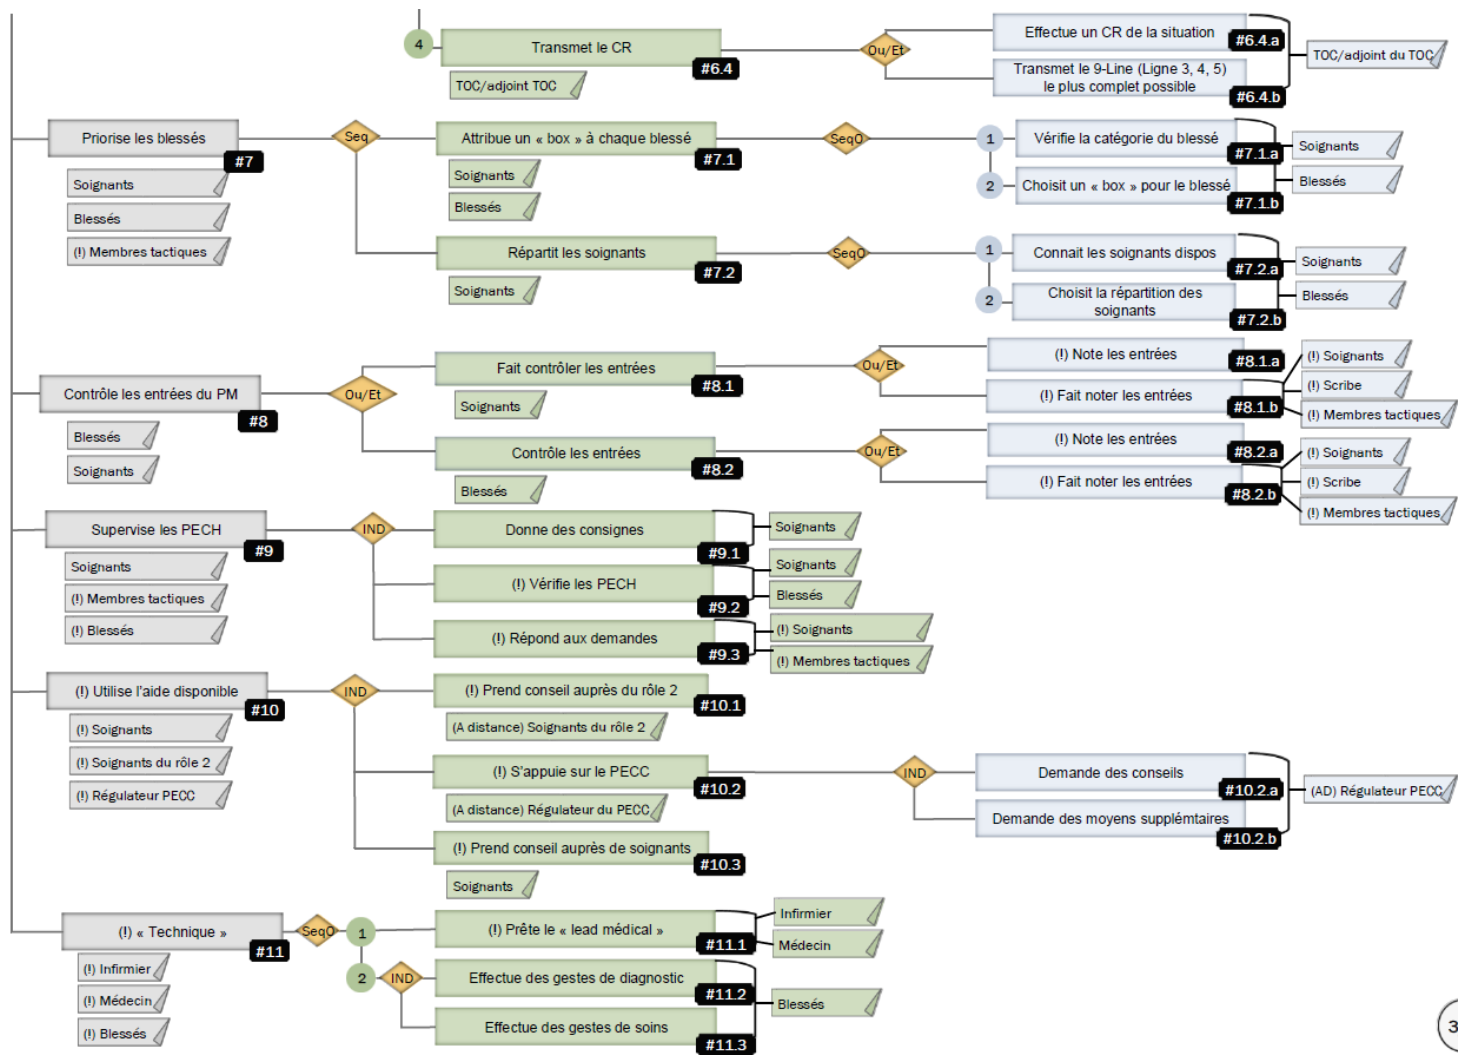 Effectue un CR de la situation
#6.4.a
4
Transmet le CR
#6.4
Ou/Et
TOC/adjoint du TOC
TOC/adjoint TOC
Transmet le 9-Line (Ligne 3, 4, 5)
le plus complet possible
#6.4.b
Priorise les blessés
#7
Seq
Attribue un « box » à chaque blessé
#7.1
SeqO
1
Vérifie la catégorie du blessé
#7.1.a
Soignants
Soignants
Blessés
(!) Membres tactiques
Soignants
Blessés
2
Choisit un « box » pour le blessé
#7.1.b
Blessés
Répartit les soignants
#7.2
SeqO
1
Connait les soignants dispos
#7.2.a
Soignants
Soignants
2
Choisit la répartition des
soignants
#7.2.b
Blessés
Contrôle les entrées du PM
#8
Ou/Et
Fait contrôler les entrées
#8.1
Ou/Et
(!) Note les entrées
#8.1.a
(!) Soignants
Blessés
Soignants
Soignants
(!) Fait noter les entrées
#8.1.b
(!) Scribe
(!) Membres tactiques
Contrôle les entrées
#8.2
Ou/Et
(!) Note les entrées
#8.2.a
(!) Soignants
Blessés
(!) Fait noter les entrées
#8.2.b
(!) Scribe
(!) Membres tactiques
Supervise les PECH
#9
IND
Donne des consignes
#9.1
Soignants
Soignants
(!) Membres tactiques
(!) Blessés
(!) Vérifie les PECH
#9.2
Soignants
Blessés
(!) Répond aux demandes
#9.3
(!) Soignants
(!) Membres tactiques
(!) Utilise l'aide disponible
#10
IND
(!) Prend conseil auprès du rôle 2
#10.1
(!) Soignants
(!) Soignants du rôle 2
(!) Régulateur PECC
(A distance) Soignants du rôle 2
(!) S'appuie sur le PECC
#10.2
IND
Demande des conseils
#10.2.a
(AD) Régulateur PECC
(A distance) Régulateur du PECC
Demande des moyens supplémtaires
#10.2.b
(!) Prend conseil auprès de soignants
#10.3
Soignants
(!) « Technique »
#11
SeqO
1
(!) Prête le « lead médical »
#11.1
Infirmier
Médecin
(!) Infirmier
(!) Médecin
(!) Blessés
2
IND
Effectue des gestes de diagnostic
#11.2
Blessés
Effectue des gestes de soins
#11.3
3